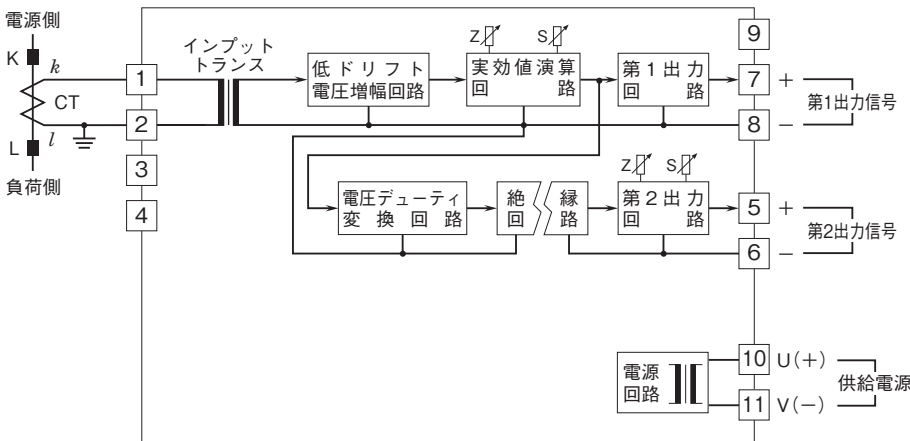 電源側
K
k
CT
L
l
負荷側
1
2
3
4
インプット
トランス
低ドリフト
電圧増幅回路
Z
S
実効値演算
回路
第1出力
回路
9
7
+
8
−
第1出力信号
電圧デューティ
変換回路
絶縁
回路
Z
S
第2出力
回路
5
+
6
−
第2出力信号
電源
回路
10
U(+)
11
V(−)
供給電源